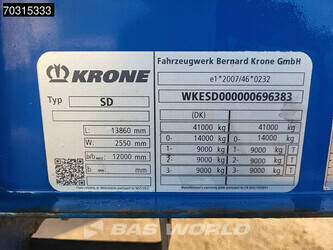 70315333
KRONE
Fahrzeugwerk Bernard Krone GmbH
e1*2007/46*0232
Typ SD
WKESD000000696383
(DK)
L: 13860 mm
W: 2550 mm
a/b 12000 mm
b mm
41000 kg 41000 kg
0- 14000 kg 0- 14000 kg
1- 9000 kg 1- 9000 kg T
2- 9000 kg 2- 9000 kg T
3- 9000 kg 3- 9000 kg T
BAS WORLD